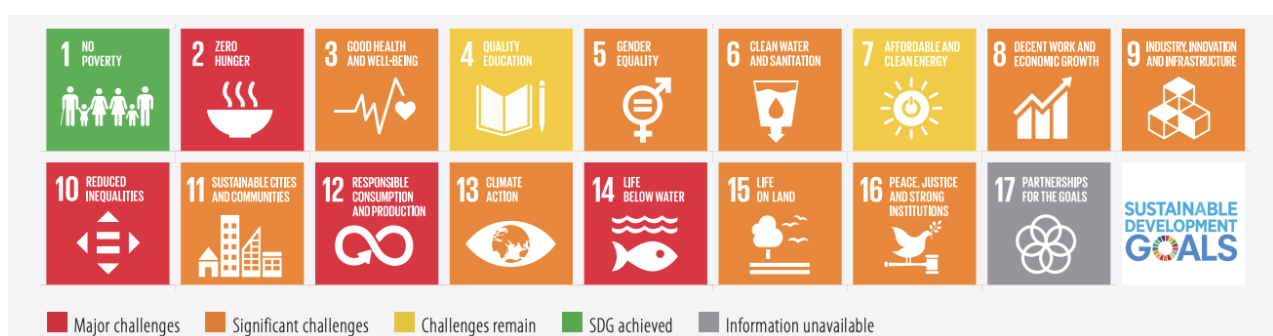 1 NO POVERTY
2 ZERO HUNGER
3 GOOD HEALTH AND WELL-BEING
4 QUALITY EDUCATION
5 GENDER EQUALITY
6 CLEAN WATER AND SANITATION
7 AFFORDABLE AND CLEAN ENERGY
8 DECENT WORK AND ECONOMIC GROWTH
9 INDUSTRY, INNOVATION AND INFRASTRUCTURE
10 REDUCED INEQUALITIES
11 SUSTAINABLE CITIES AND COMMUNITIES
12 RESPONSIBLE CONSUMPTION AND PRODUCTION
13 CLIMATE ACTION
14 LIFE BELOW WATER
15 LIFE ON LAND
16 PEACE, JUSTICE AND STRONG INSTITUTIONS
17 PARTNERSHIPS FOR THE GOALS
SUSTAINABLE
DEVELOPMENT
GOALS
Major challenges
Significant challenges
Challenges remain
SDG achieved
Information unavailable